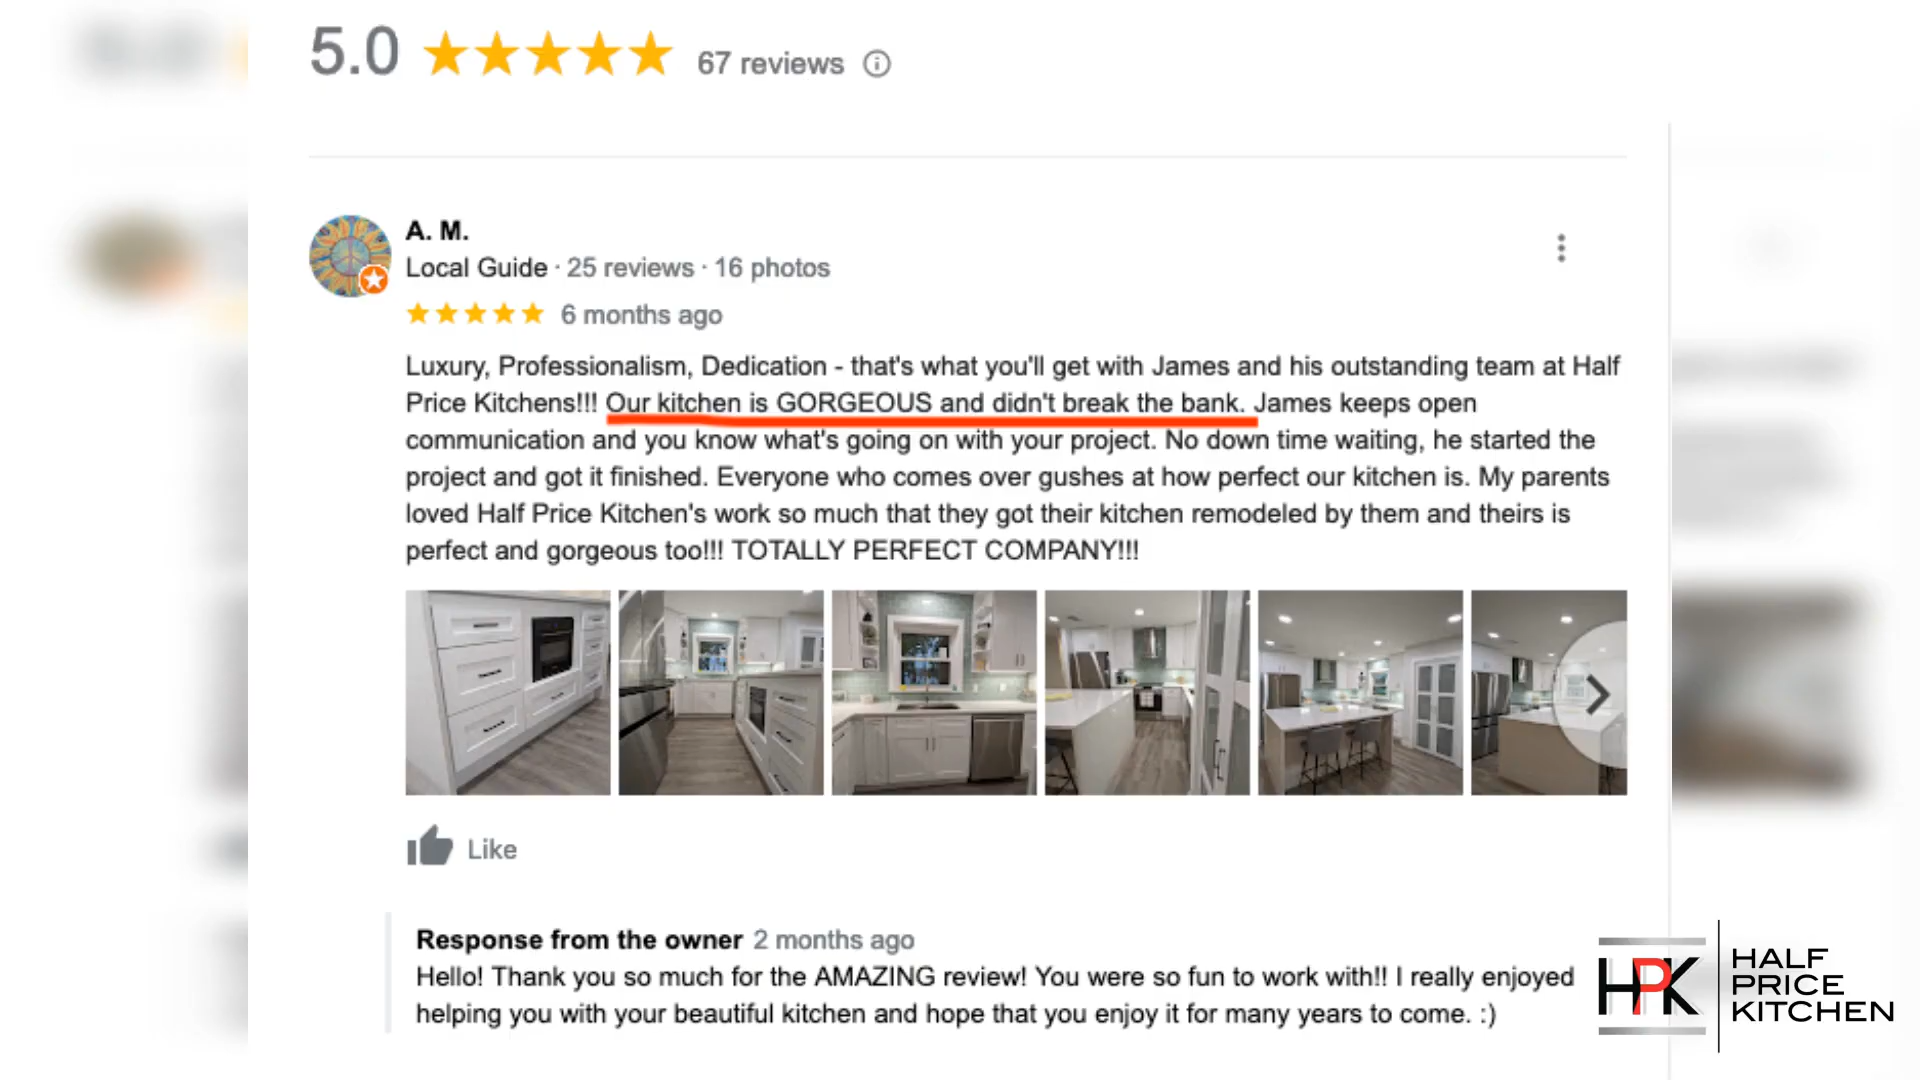 5.0 67 reviews
A. M.
Local Guide · 25 reviews · 16 photos
6 months ago
Luxury, Professionalism, Dedication - that's what you'll get with James and his outstanding team at Half
Price Kitchens!!! Our kitchen is GORGEOUS and didn't break the bank. James keeps open
communication and you know what's going on with your project. No down time waiting, he started the
project and got it finished. Everyone who comes over gushes at how perfect our kitchen is. My parents
loved Half Price Kitchen's work so much that they got their kitchen remodeled by them and theirs is
perfect and gorgeous too!!! TOTALLY PERFECT COMPANY!!!
Like
Response from the owner 2 months ago
Hello! Thank you so much for the AMAZING review! You were so fun to work with!! I really enjoyed
helping you with your beautiful kitchen and hope that you enjoy it for many years to come. :)
HPK
HALF
PRICE
KITCHEN